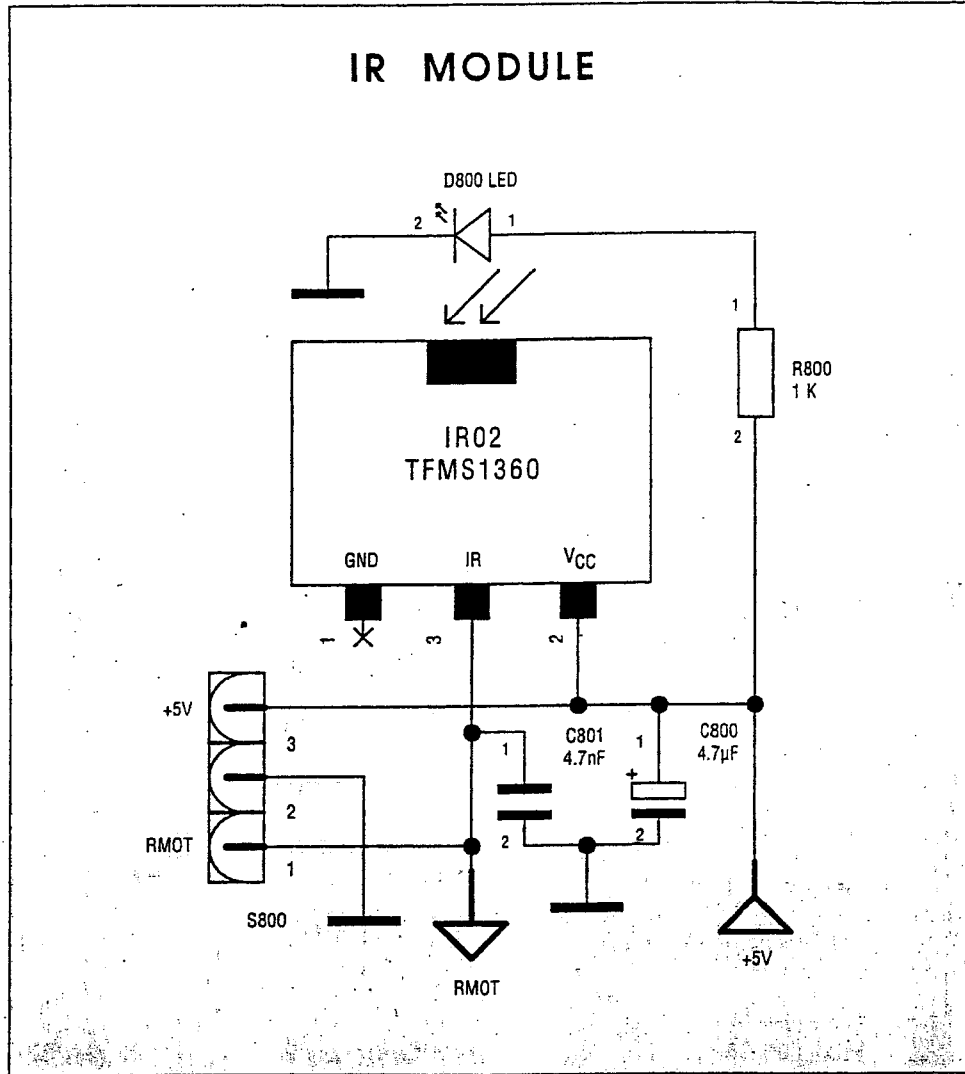 IR MODULE
D800 LED
2
1
1
R800
1 K
2
IR02
TFMS1360
GND
IR
VCC
1
3
2
+5V
3
2
RMOT
1
S800
C801
4.7nF
1
2
C800
4.7µF
1
+
2
RMOT
+5V